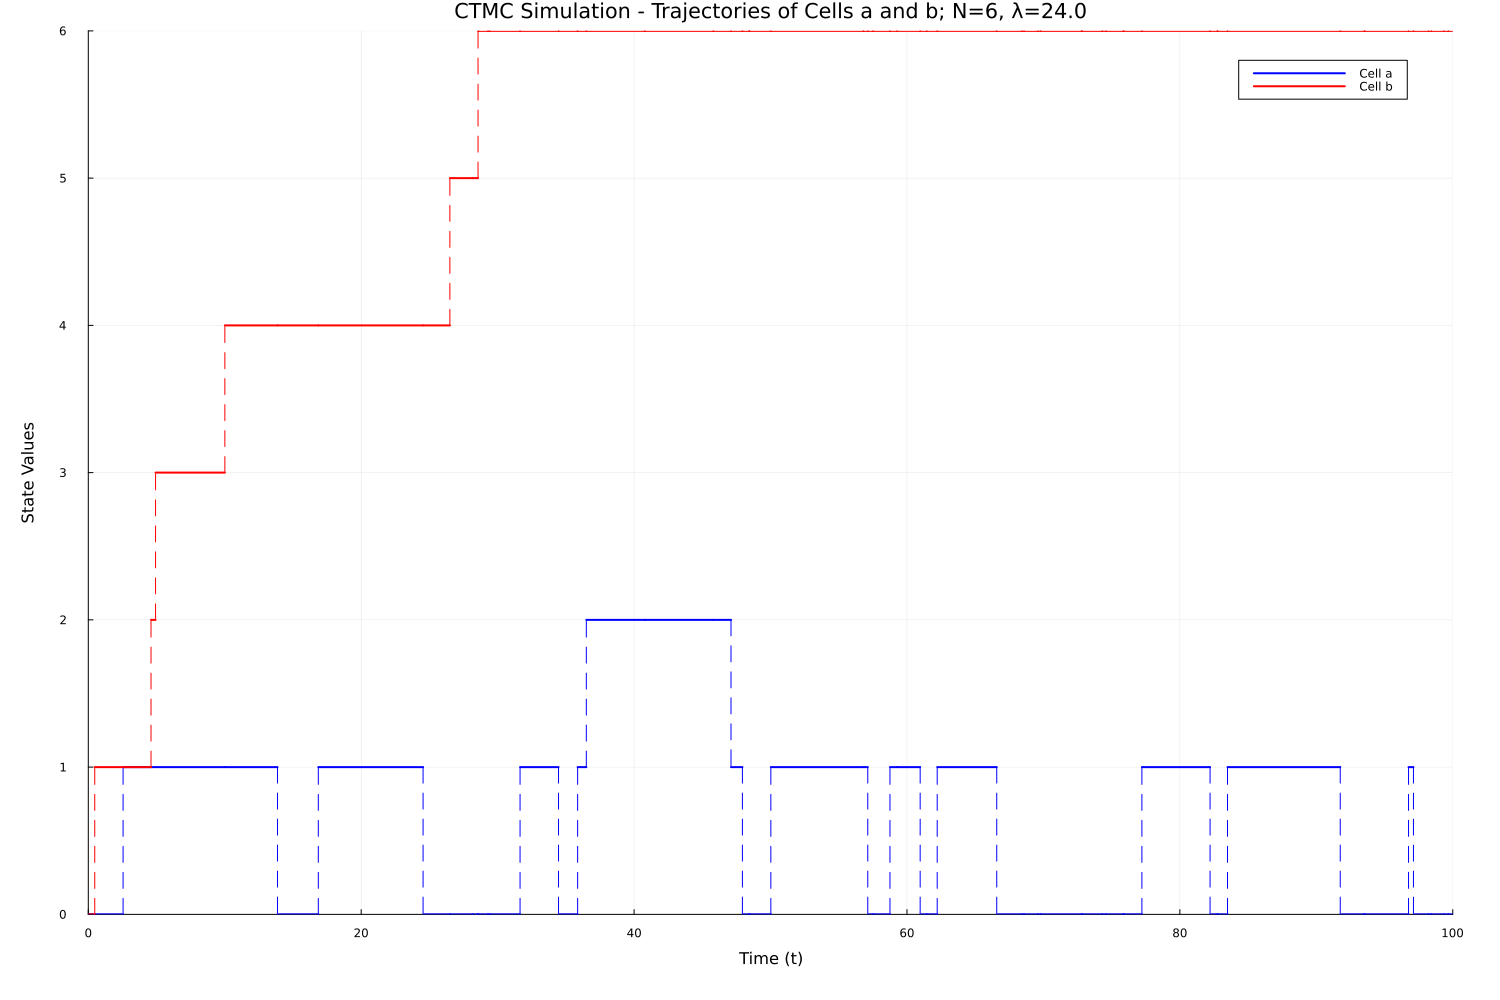 CTMC Simulation - Trajectories of Cells a and b; N=6, λ=24.0
6
Cell a
Cell b
5
4
State Values
3
2
1
0
0 20 40 60 80 100
Time (t)